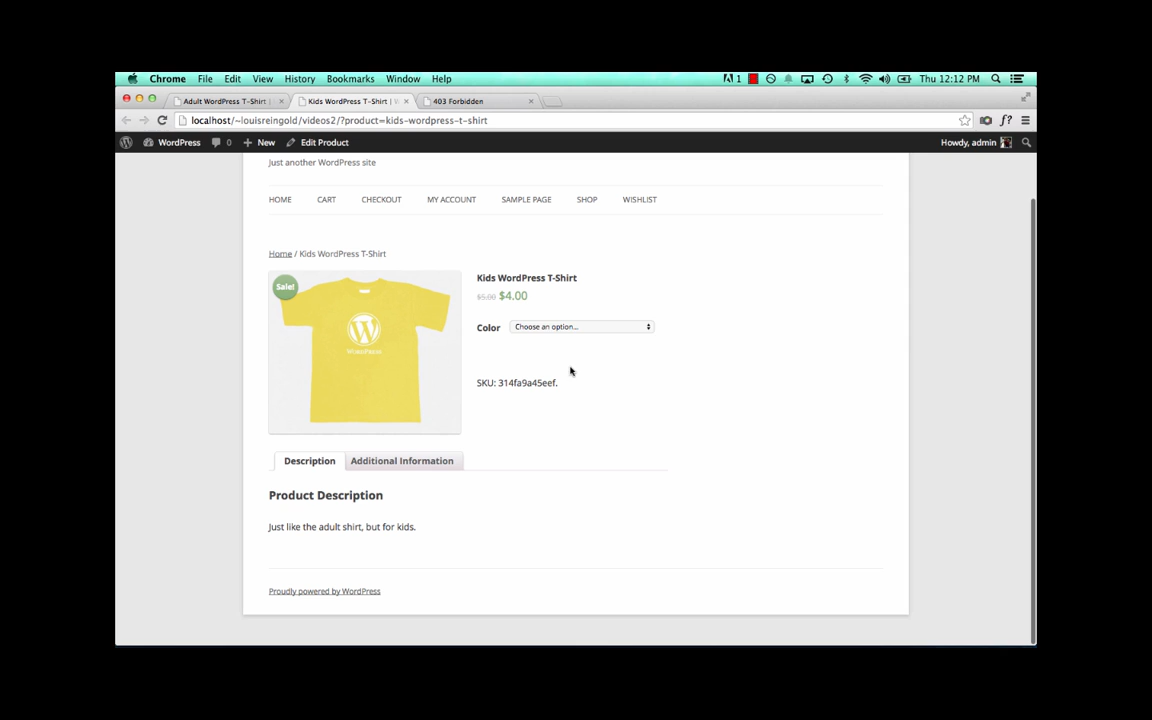 Chrome File Edit View History Bookmarks Window Help 1 Thu 12:12 PM
Adult WordPress T-Shirt | Kids WordPress T-Shirt | W 403 Forbidden
localhost/~louisreingold/videos2/?product=kids-wordpress-t-shirt f?
WordPress 0 + New Edit Product Howdy, admin
Just another WordPress site
HOME CART CHECKOUT MY ACCOUNT SAMPLE PAGE SHOP WISHLIST
Home / Kids WordPress T-Shirt
Sale!
WORDPRESS
Kids WordPress T-Shirt
$5.00 $4.00
Color Choose an option...
SKU: 314fa9a45eef.
Description Additional Information
Product Description
Just like the adult shirt, but for kids.
Proudly powered by WordPress